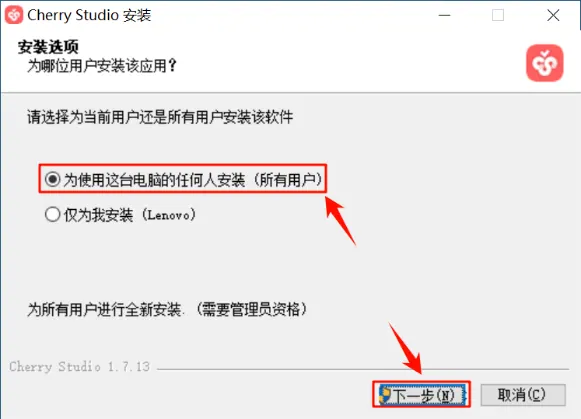 Cherry Studio 安装
安装选项
为哪位用户安装该应用？
请选择为当前用户还是所有用户安装该软件
为使用这台电脑的任何人安装 (所有用户)
仅为我安装 (Lenovo)
为所有用户进行全新安装. (需要管理员资格)
Cherry Studio 1.7.13
下一步(N)
取消(C)